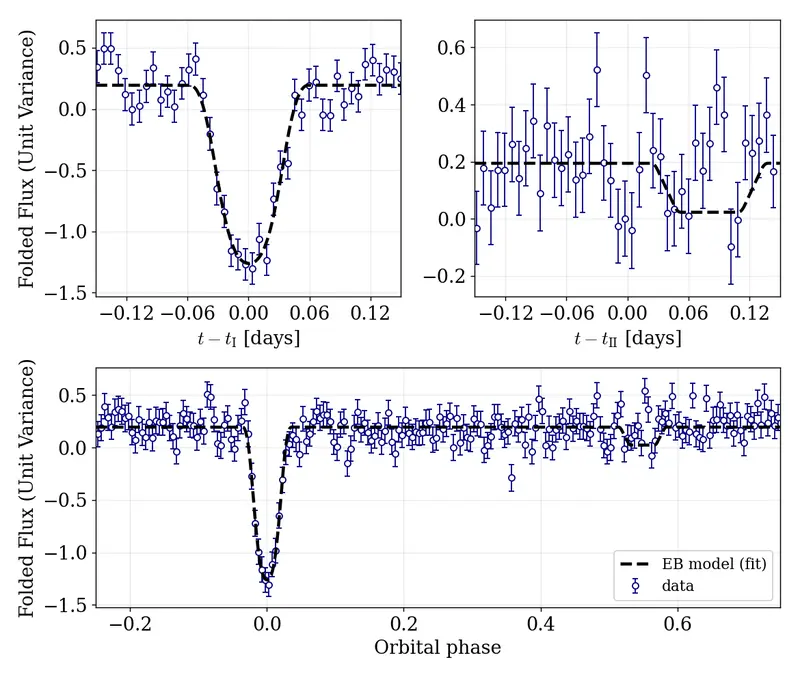 0.5
0.0
−0.5
−1.0
−1.5
Folded Flux (Unit Variance)
−0.12 −0.06 0.00 0.06 0.12
t − tI [days]
0.6
0.4
0.2
0.0
−0.2
−0.12 −0.06 0.00 0.06 0.12
t − tII [days]
0.5
0.0
−0.5
−1.0
−1.5
Folded Flux (Unit Variance)
EB model (fit)
data
−0.2 0.0 0.2 0.4 0.6
Orbital phase